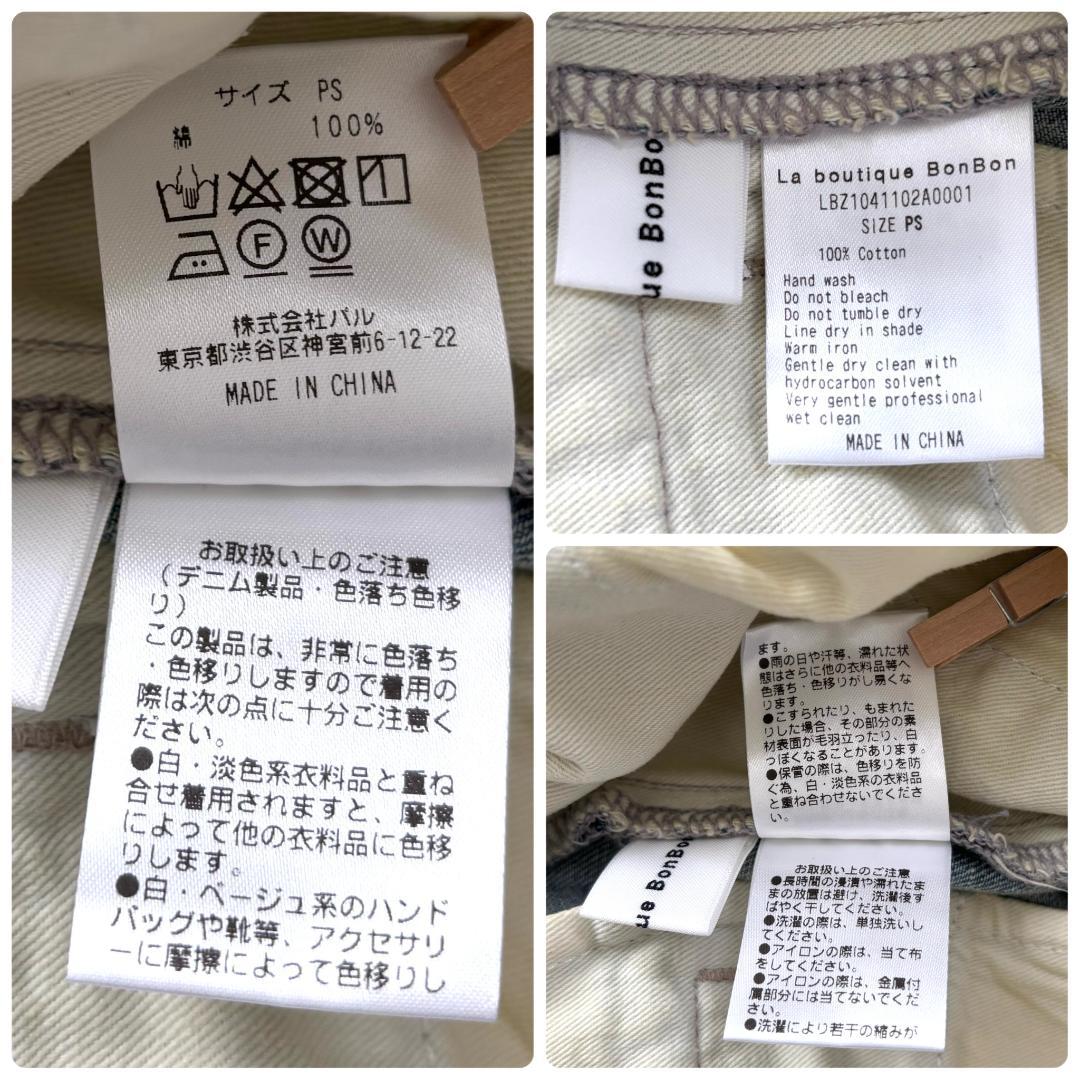 サイズ PS
綿 100%
F W
株式会社パル
東京都渋谷区神宮前6-12-22
MADE IN CHINA
お取扱い上のご注意
(デニム製品・色落ち色移
り)
この製品は、非常に色落ち
・色移りしますので着用の
際は次の点に十分ご注意く
ださい。
●白・淡色系衣料品と重ね
合せ着用されますと、摩擦
によって他の衣料品に色移
りします。
●白・ベージュ系のハンド
バッグや靴等、アクセサリ
ーに摩擦によって色移りし
ue BonBo
La boutique BonBon
LBZ1041102A0001
SIZE PS
100% Cotton
Hand wash
Do not bleach
Do not tumble dry
Line dry in shade
Warm iron
Gentle dry clean with
hydrocarbon solvent
Very gentle professional
wet clean
MADE IN CHINA
ます。
●雨の日や汗等、濡れた状
態はさらに他の衣料品等へ
色落ち・色移りがし易くな
ります。
●こすられたり、もまれた
りした場合、その部分の素
材表面が毛羽立ったり、白
っぽくなることがあります。
●保管の際は、色移りを防
ぐ為、白・淡色系の衣料品
と重ね合わせないでくださ
い。
ue BonBo
お取扱い上のご注意
●長時間の浸漬や濡れたま
まの放置は避け、洗濯後す
ばやく干してください。
●洗濯の際は、単独洗いし
てください。
●アイロンの際は、当て布
をしてください。
●アイロンの際は、金属付
属部分には当てないでくだ
さい。
●洗濯により若干の縮みが